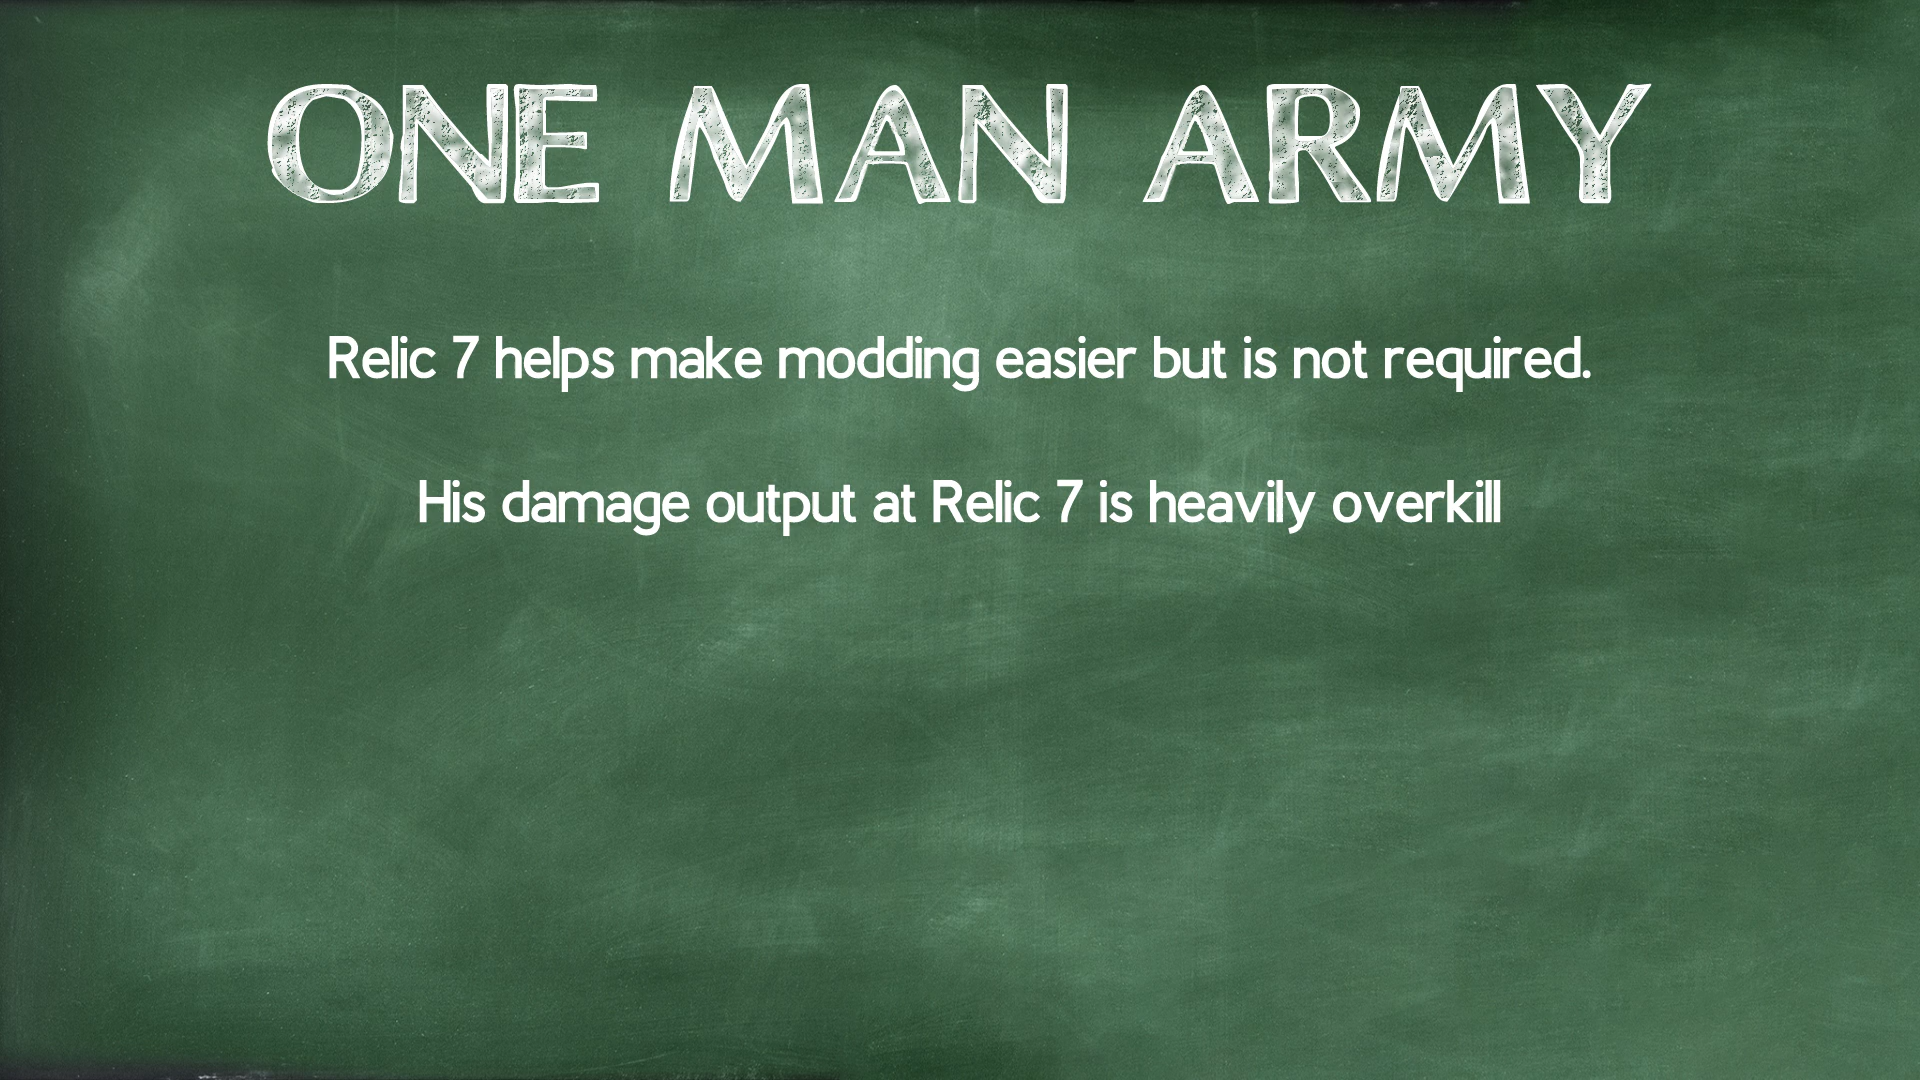 ONE MAN ARMY
Relic 7 helps make modding easier but is not required.
His damage output at Relic 7 is heavily overkill